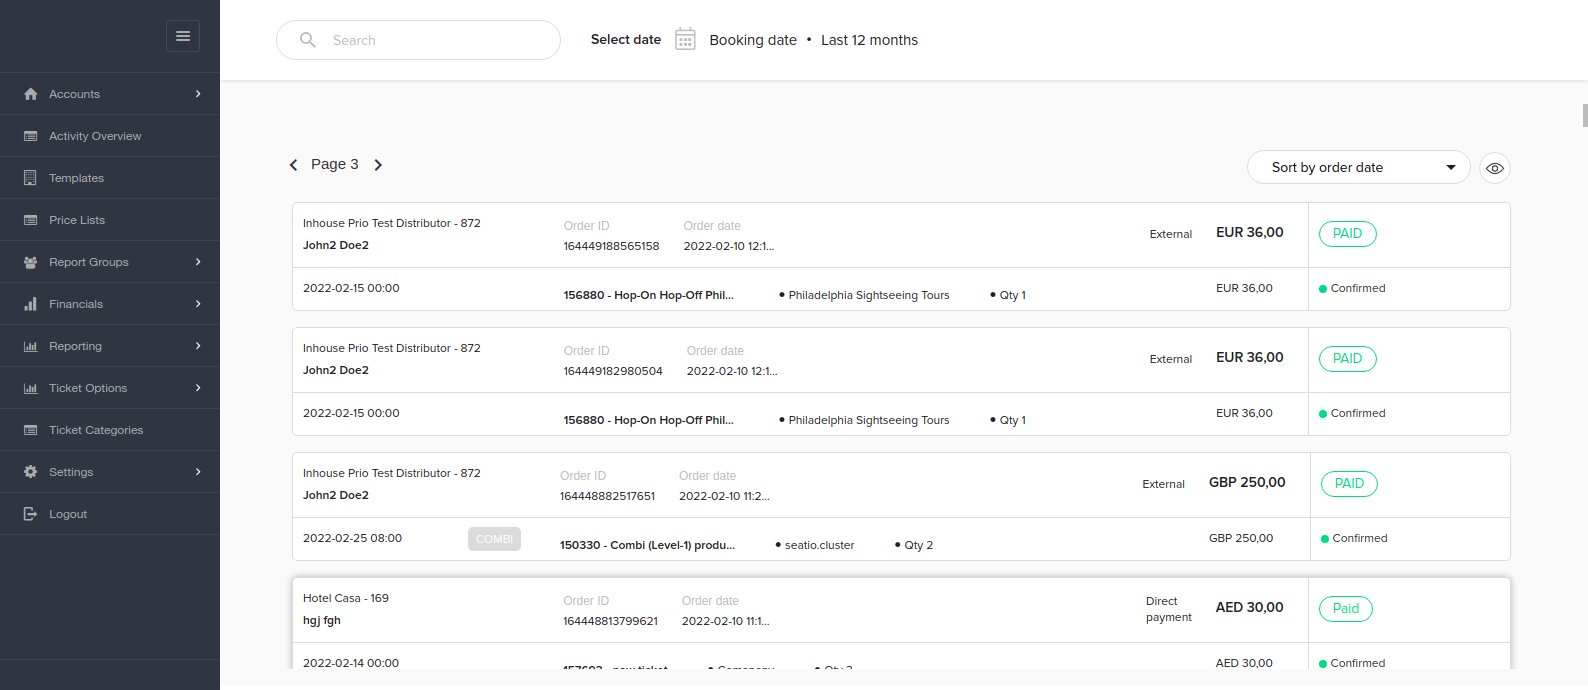 Search
Select date Booking date • Last 12 months
Accounts
Activity Overview
Templates
Price Lists
Report Groups
Financials
Reporting
Ticket Options
Ticket Categories
Settings
Logout
Page 3
Sort by order date
Inhouse Prio Test Distributor - 872 Order ID Order date
John2 Doe2 164449188565158 2022-02-10 12:1... External EUR 36,00 PAID
2022-02-15 00:00 156880 - Hop-On Hop-Off Phil... • Philadelphia Sightseeing Tours • Qty 1 EUR 36,00 Confirmed
Inhouse Prio Test Distributor - 872 Order ID Order date
John2 Doe2 164449182980504 2022-02-10 12:1... External EUR 36,00 PAID
2022-02-15 00:00 156880 - Hop-On Hop-Off Phil... • Philadelphia Sightseeing Tours • Qty 1 EUR 36,00 Confirmed
Inhouse Prio Test Distributor - 872 Order ID Order date
John2 Doe2 164448882517651 2022-02-10 11:2... External GBP 250,00 PAID
2022-02-25 08:00 COMBI 150330 - Combi (Level-1) produ... • seatio.cluster • Qty 2 GBP 250,00 Confirmed
Hotel Casa - 169 Order ID Order date
hgj fgh 164448813799621 2022-02-10 11:1... Direct payment AED 30,00 Paid
2022-02-14 00:00 AED 30,00 Confirmed